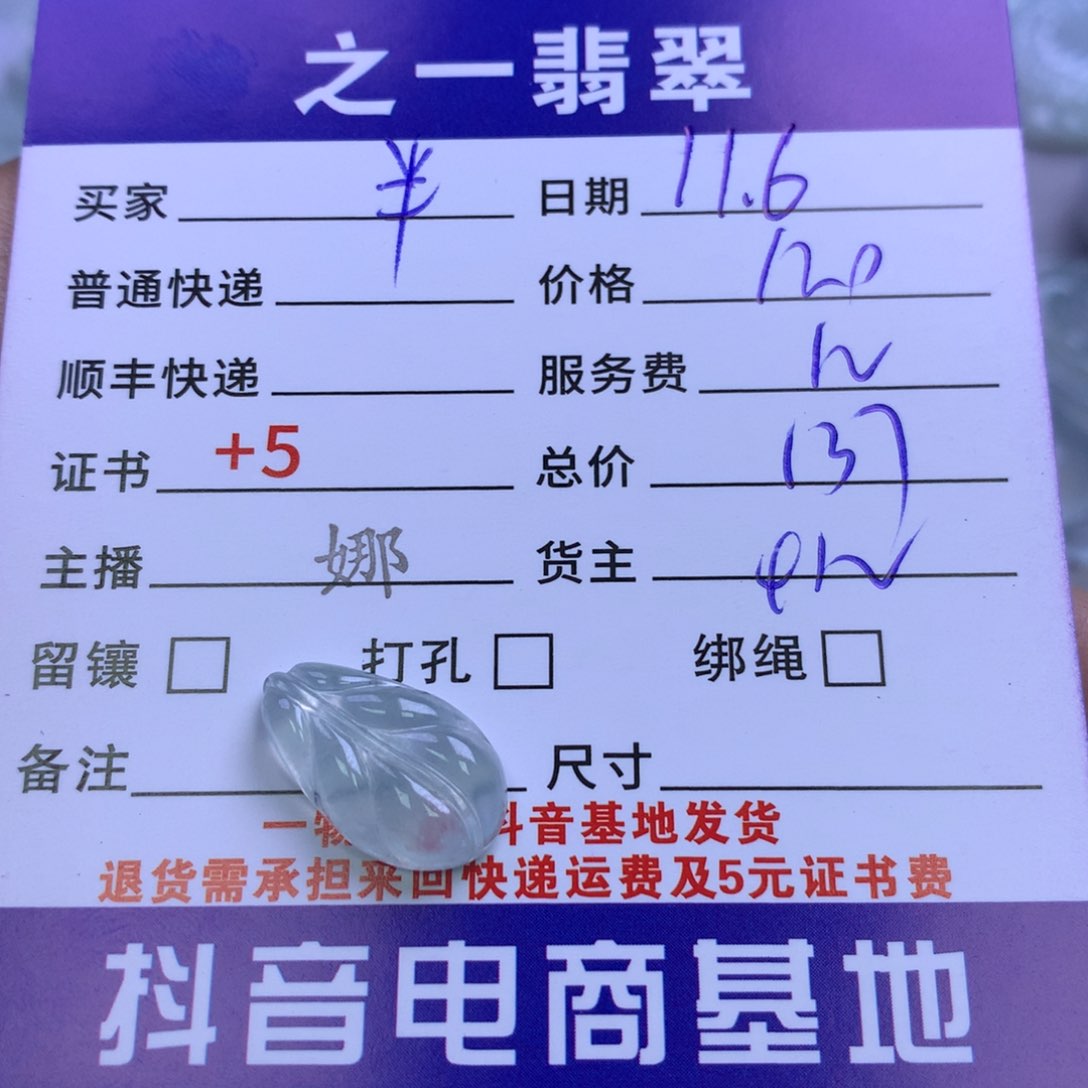 之一翡翠
买家 羊 日期 11.6
普通快递 价格 120
顺丰快递 服务费 12
证书 +5 总价 137
主播 娜 货主
留镶 打孔 绑绳
备注 尺寸
一物 抖音基地发货
退货需承担来回快递运费及5元证书费
抖音电商基地